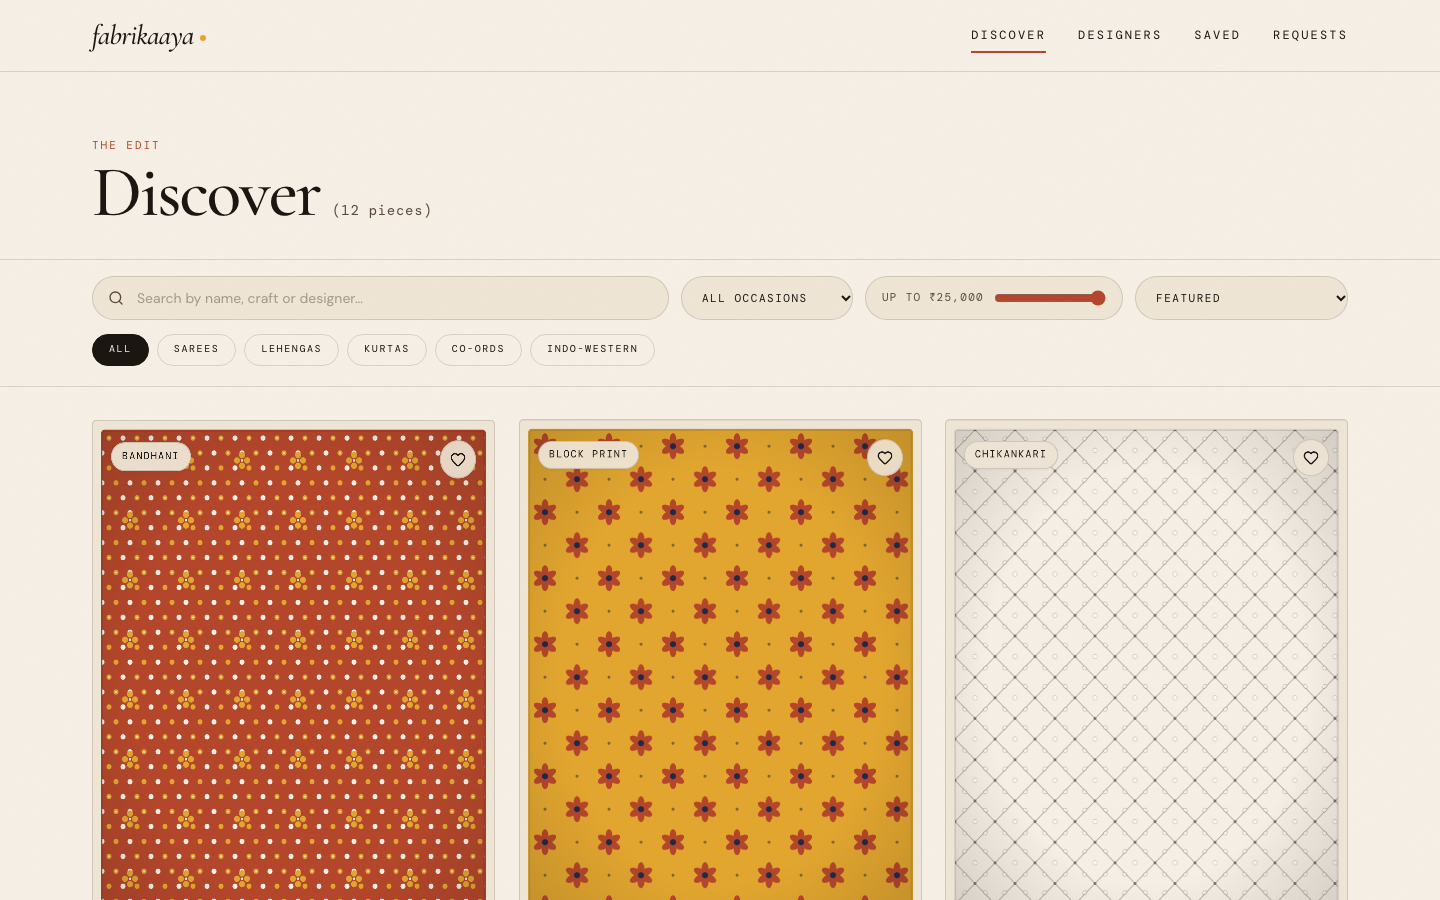 fabrikaaya
DISCOVER DESIGNERS SAVED REQUESTS
THE EDIT
Discover (12 pieces)
Search by name, craft or designer…
ALL OCCASIONS
UP TO ₹25,000
FEATURED
ALL SAREES LEHENGAS KURTAS CO-ORDS INDO-WESTERN
BANDHANI
BLOCK PRINT
CHIKANKARI